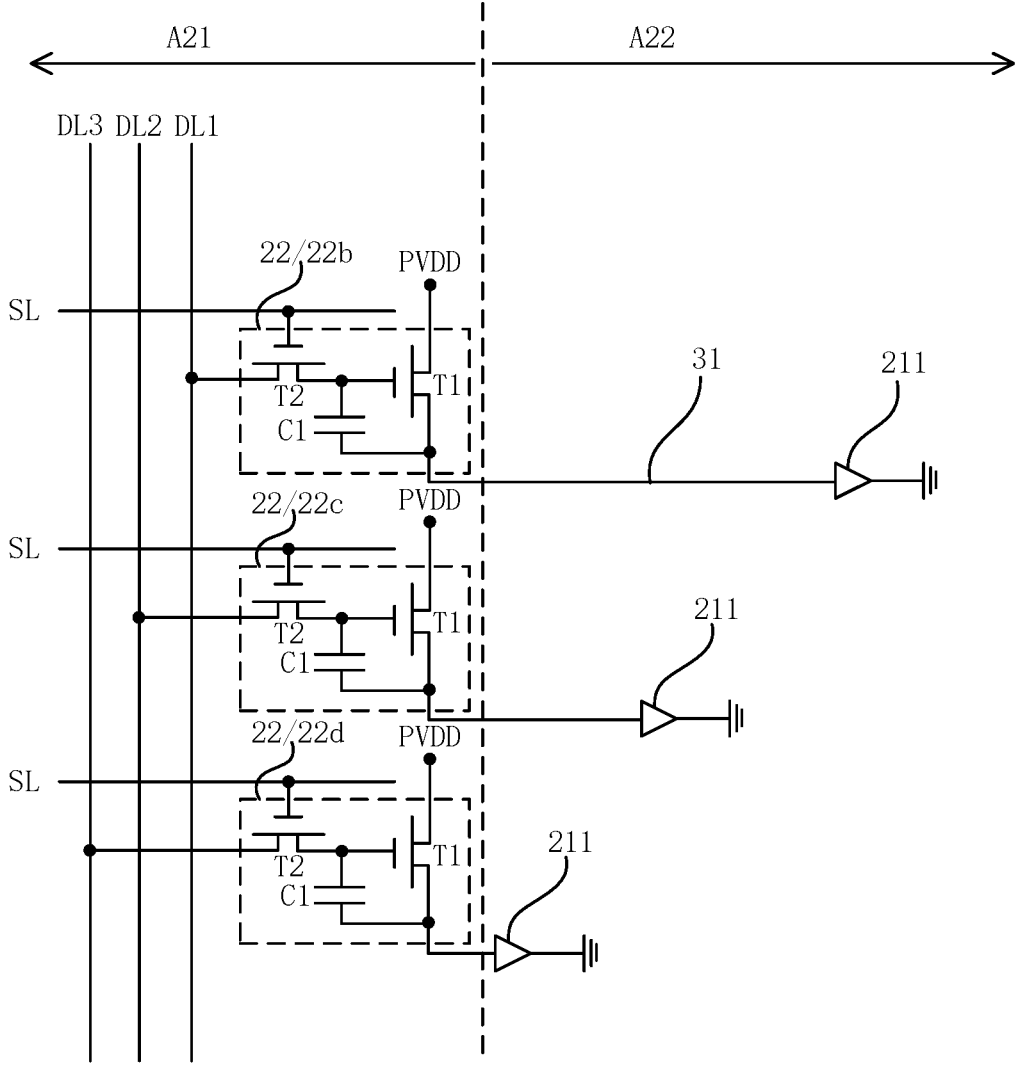 A21 A22
DL3 DL2 DL1
22/22b
PVDD
SL
31
211
T2
T1
C1
22/22c
PVDD
SL
211
T2
T1
C1
22/22d
PVDD
SL
211
T2
T1
C1